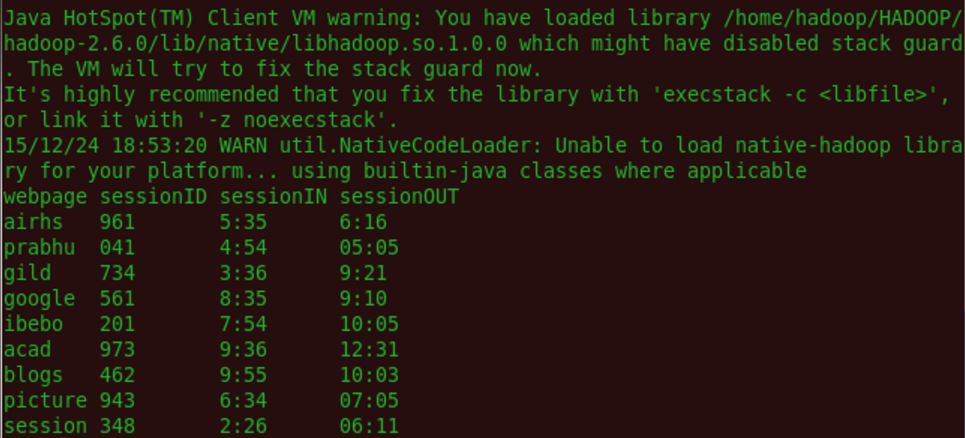 Java HotSpot(TM) Client VM warning: You have loaded library /home/hadoop/HADOOP/
hadoop-2.6.0/lib/native/libhadoop.so.1.0.0 which might have disabled stack guard
. The VM will try to fix the stack guard now.
It's highly recommended that you fix the library with 'execstack -c <libfile>',
or link it with '-z noexecstack'.
15/12/24 18:53:20 WARN util.NativeCodeLoader: Unable to load native-hadoop libra
ry for your platform... using builtin-java classes where applicable
webpage sessionID sessionIN sessionOUT
airhs   961       5:35      6:16
prabhu  041       4:54      05:05
gild    734       3:36      9:21
google  561       8:35      9:10
ibebo   201       7:54      10:05
acad    973       9:36      12:31
blogs   462       9:55      10:03
picture 943       6:34      07:05
session 348       2:26      06:11